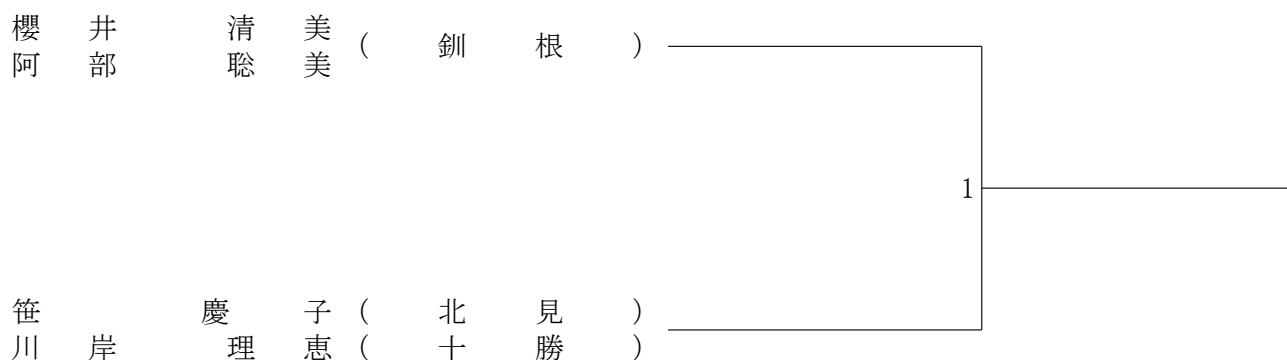 櫻井 清美
阿部 聡美
(釧根)
1
笹 慶子(北見)
川岸 理恵(十勝)